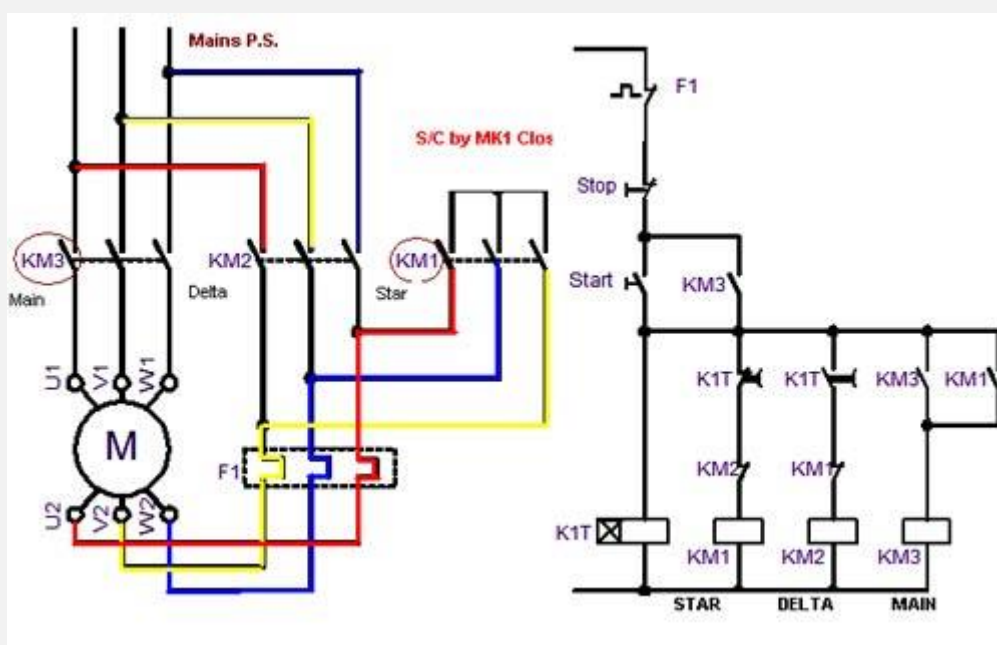 Mains P.S.
S/C by MK1 Clos
KM3
Main
KM2
Delta
KM1
Star
U1
V1
W1
M
F1
U2
V2
W2
F1
Stop
Start
KM3
K1T
K1T
KM3
KM1
KM2
KM1
K1T
KM1
KM2
KM3
STAR
DELTA
MAIN